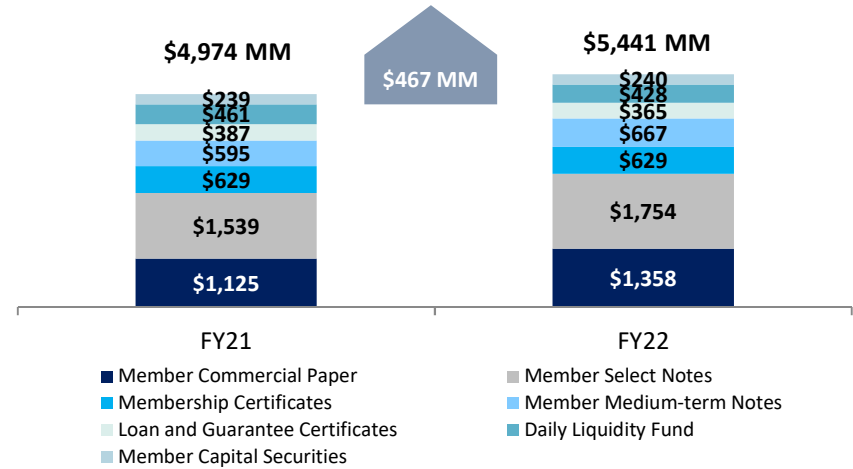 $4,974 MM
$467 MM
$5,441 MM
$239
$461
$387
$595
$629
$1,539
$1,125
$240
$428
$365
$667
$629
$1,754
$1,358
FY21
FY22
Member Commercial Paper
Member Select Notes
Membership Certificates
Member Medium-term Notes
Loan and Guarantee Certificates
Daily Liquidity Fund
Member Capital Securities